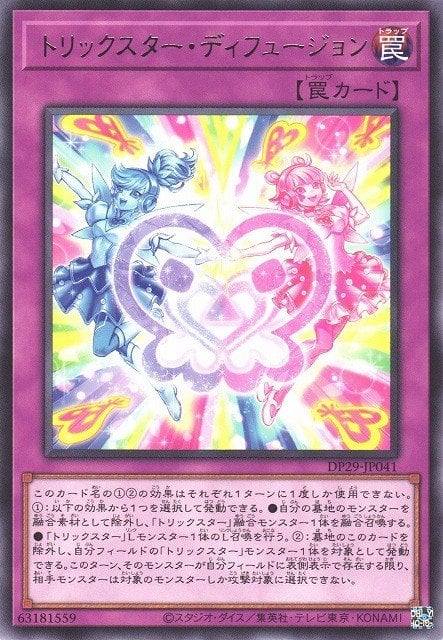 トリックスター・ディフュージョン
罠
トラップ
【罠カード】
トラップ
DP29-JP041
このカード名の①②の効果はそれぞれ1ターンに1度しか使用できない。
①：以下の効果から1つを選択して発動できる。●自分の墓地のモンスターを
融合素材として除外し、「トリックスター」融合モンスター1体を融合召喚する。
●「トリックスター」Lモンスター1体のL召喚を行う。②：墓地のこのカードを
除外し、自分フィールドの「トリックスター」モンスター1体を対象として発動
できる。このターン、そのモンスターが自分フィールドに表側表示で存在する限り、
相手モンスターは対象のモンスターしか攻撃対象に選択できない。
63181559
©スタジオ・ダイス／集英社・テレビ東京・KONAMI